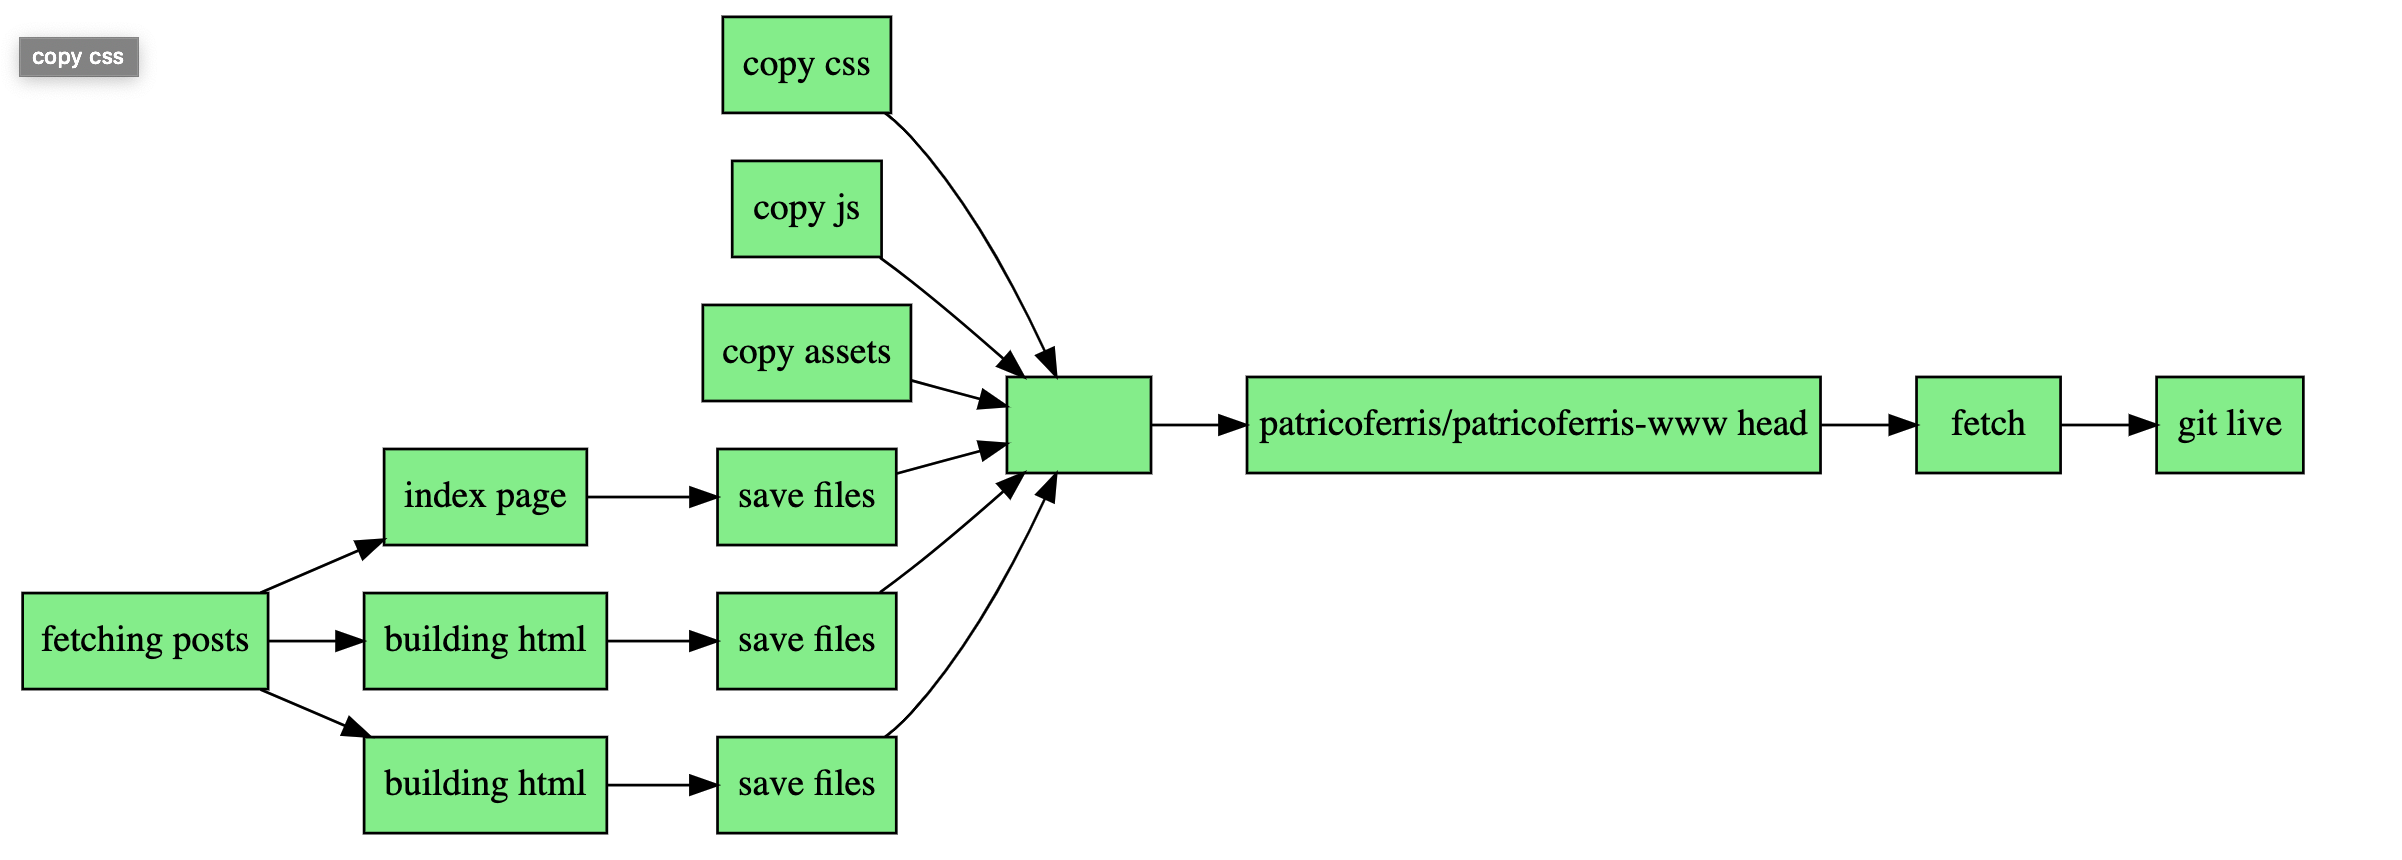 copy css
copy css
copy js
copy assets
patricoferris/patricoferris-www head
fetch
git live
index page
save files
fetching posts
building html
save files
building html
save files